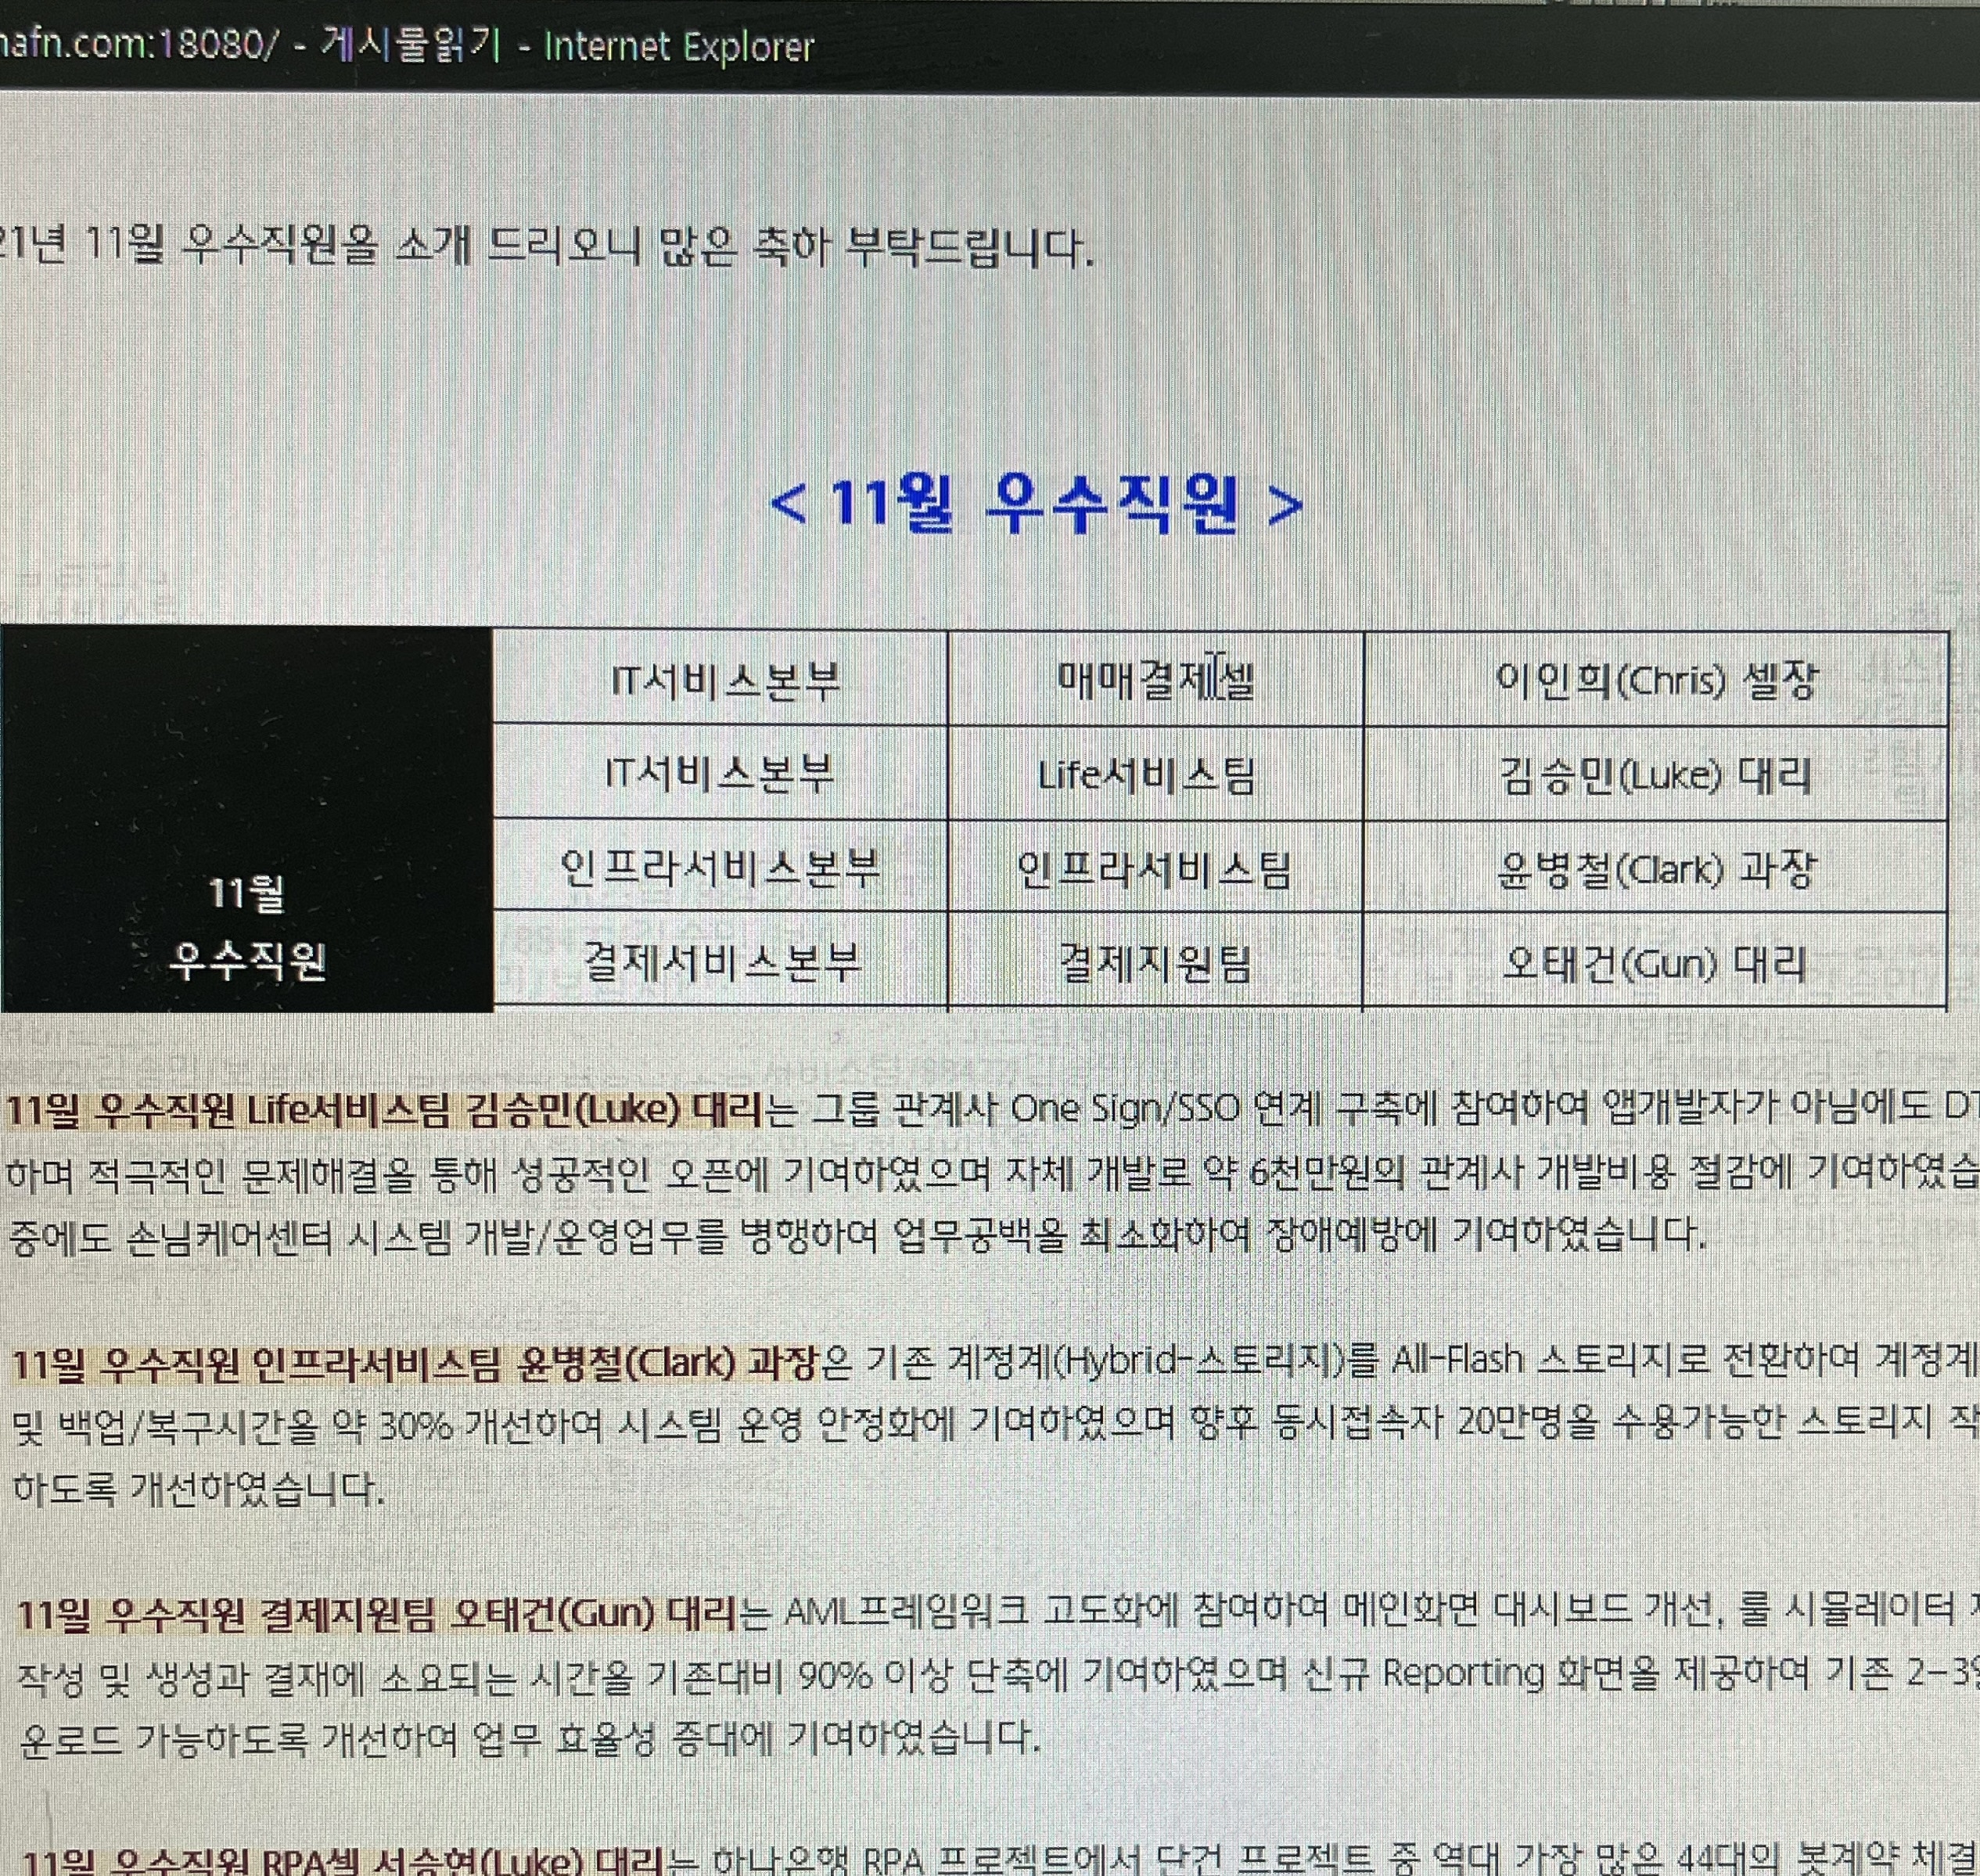 nafn.com:18080/ - 게시물읽기 - Internet Explorer
21년 11월 우수직원을 소개 드리오니 많은 축하 부탁드립니다.
< 11월 우수직원 >
IT서비스본부 매매결제셀 이인희(Chris) 셀장
IT서비스본부 Life서비스팀 김승민(Luke) 대리
인프라서비스본부 인프라서비스팀 윤병철(Clark) 과장
11월
우수직원
결제서비스본부 결제지원팀 오태건(Gun) 대리
11월 우수직원 Life서비스팀 김승민(Luke) 대리는 그룹 관계사 One Sign/SSO 연계 구축에 참여하여 앱개발자가 아님에도
하며 적극적인 문제해결을 통해 성공적인 오픈에 기여하였으며 자체 개발로 약 6천만원의 관계사 개발비용 절감에 기여하였습
중에도 손님케어센터 시스템 개발/운영업무를 병행하여 업무공백을 최소화하여 장애예방에 기여하였습니다.
11월 우수직원 인프라서비스팀 윤병철(Clark) 과장은 기존 계정계(Hybrid-스토리지)를 All-Flash 스토리지로 전환하여 계정계
및 백업/복구시간을 약 30% 개선하여 시스템 운영 안정화에 기여하였으며 향후 동시접속자 20만명을 수용가능한 스토리지 작
하도록 개선하였습니다.
11월 우수직원 결제지원팀 오태건(Gun) 대리는 AML프레임워크 고도화에 참여하여 메인화면 대시보드 개선, 룰 시뮬레이터
작성 및 생성과 결재에 소요되는 시간을 기존대비 90% 이상 단축에 기여하였으며 신규 Reporting 화면을 제공하여 기존 2-3일
운로드 가능하도록 개선하여 업무 효율성 증대에 기여하였습니다.
11월 우수직원 RPA셀 서승현(Luke) 대리는 하나은행 RPA 프로젝트에서 단건 프로젝트 중 역대 가장 많은 44대의 봇계약 체결